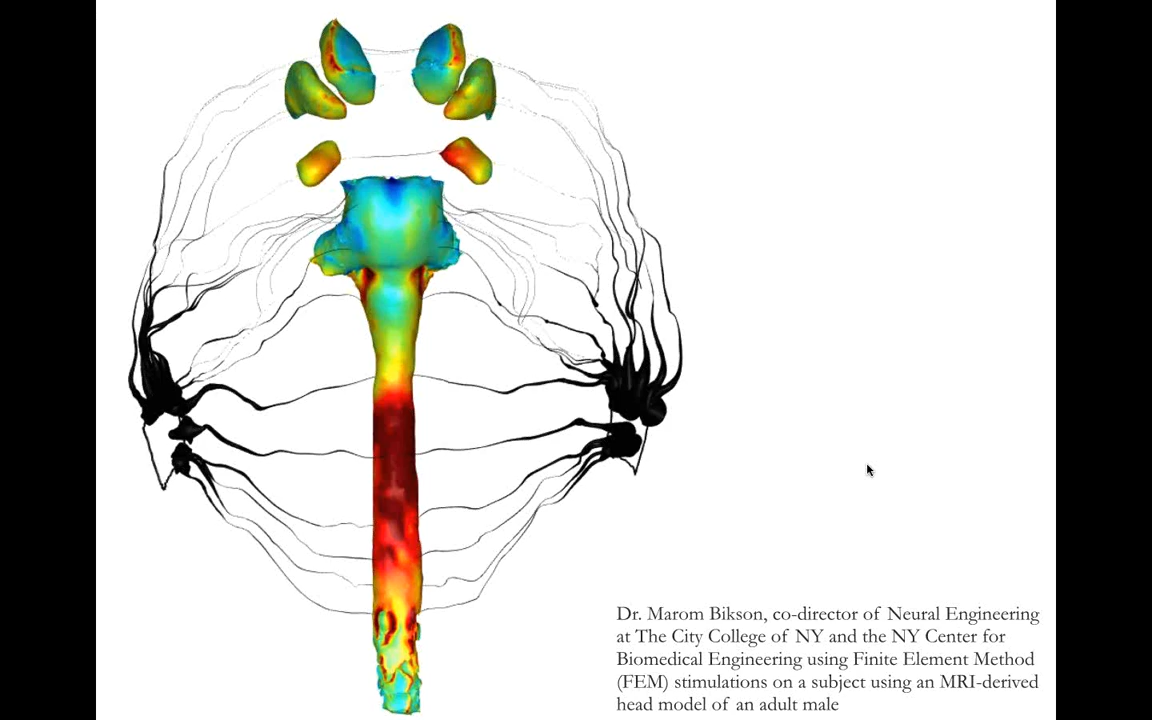 Dr. Marom Bikson, co-director of Neural Engineering
at The City College of NY and the NY Center for
Biomedical Engineering using Finite Element Method
(FEM) stimulations on a subject using an MRI-derived
head model of an adult male